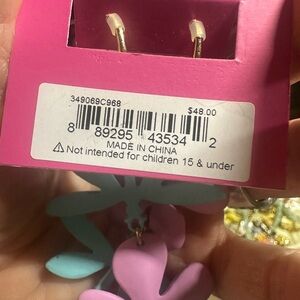 349069C968 $48.00
8 89295 43534 2
MADE IN CHINA
⚠ Not intended for children 15 & under